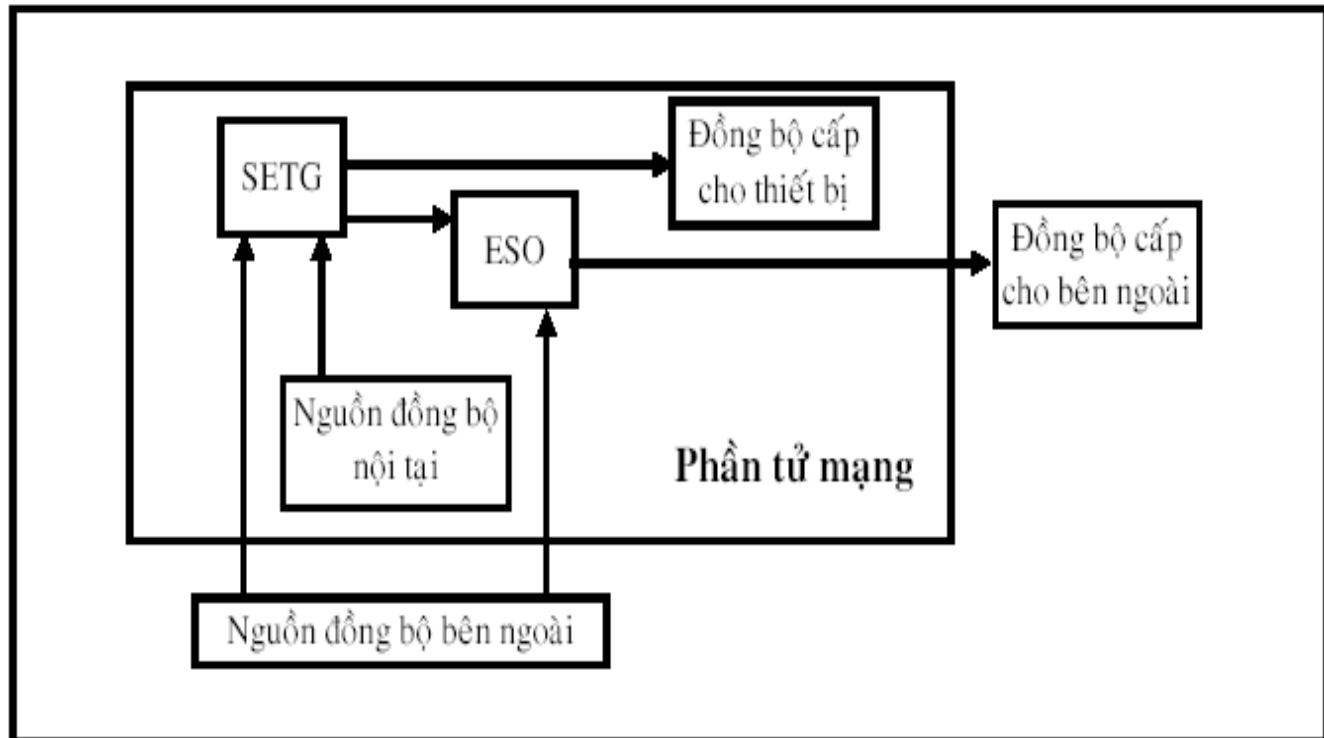 SETG
Đồng bộ cấp
cho thiết bị
ESO
Đồng bộ cấp
cho bên ngoài
Nguồn đồng bộ
nội tại
Phần tử mạng
Nguồn đồng bộ bên ngoài